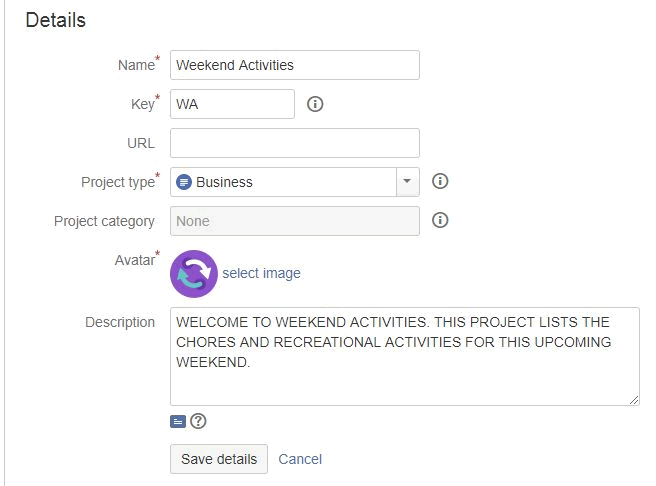 Details
Name* Weekend Activities
Key* WA
URL
Project type* Business
Project category None
Avatar* select image
Description WELCOME TO WEEKEND ACTIVITIES. THIS PROJECT LISTS THE
CHORES AND RECREATIONAL ACTIVITIES FOR THIS UPCOMING
WEEKEND.
Save details Cancel